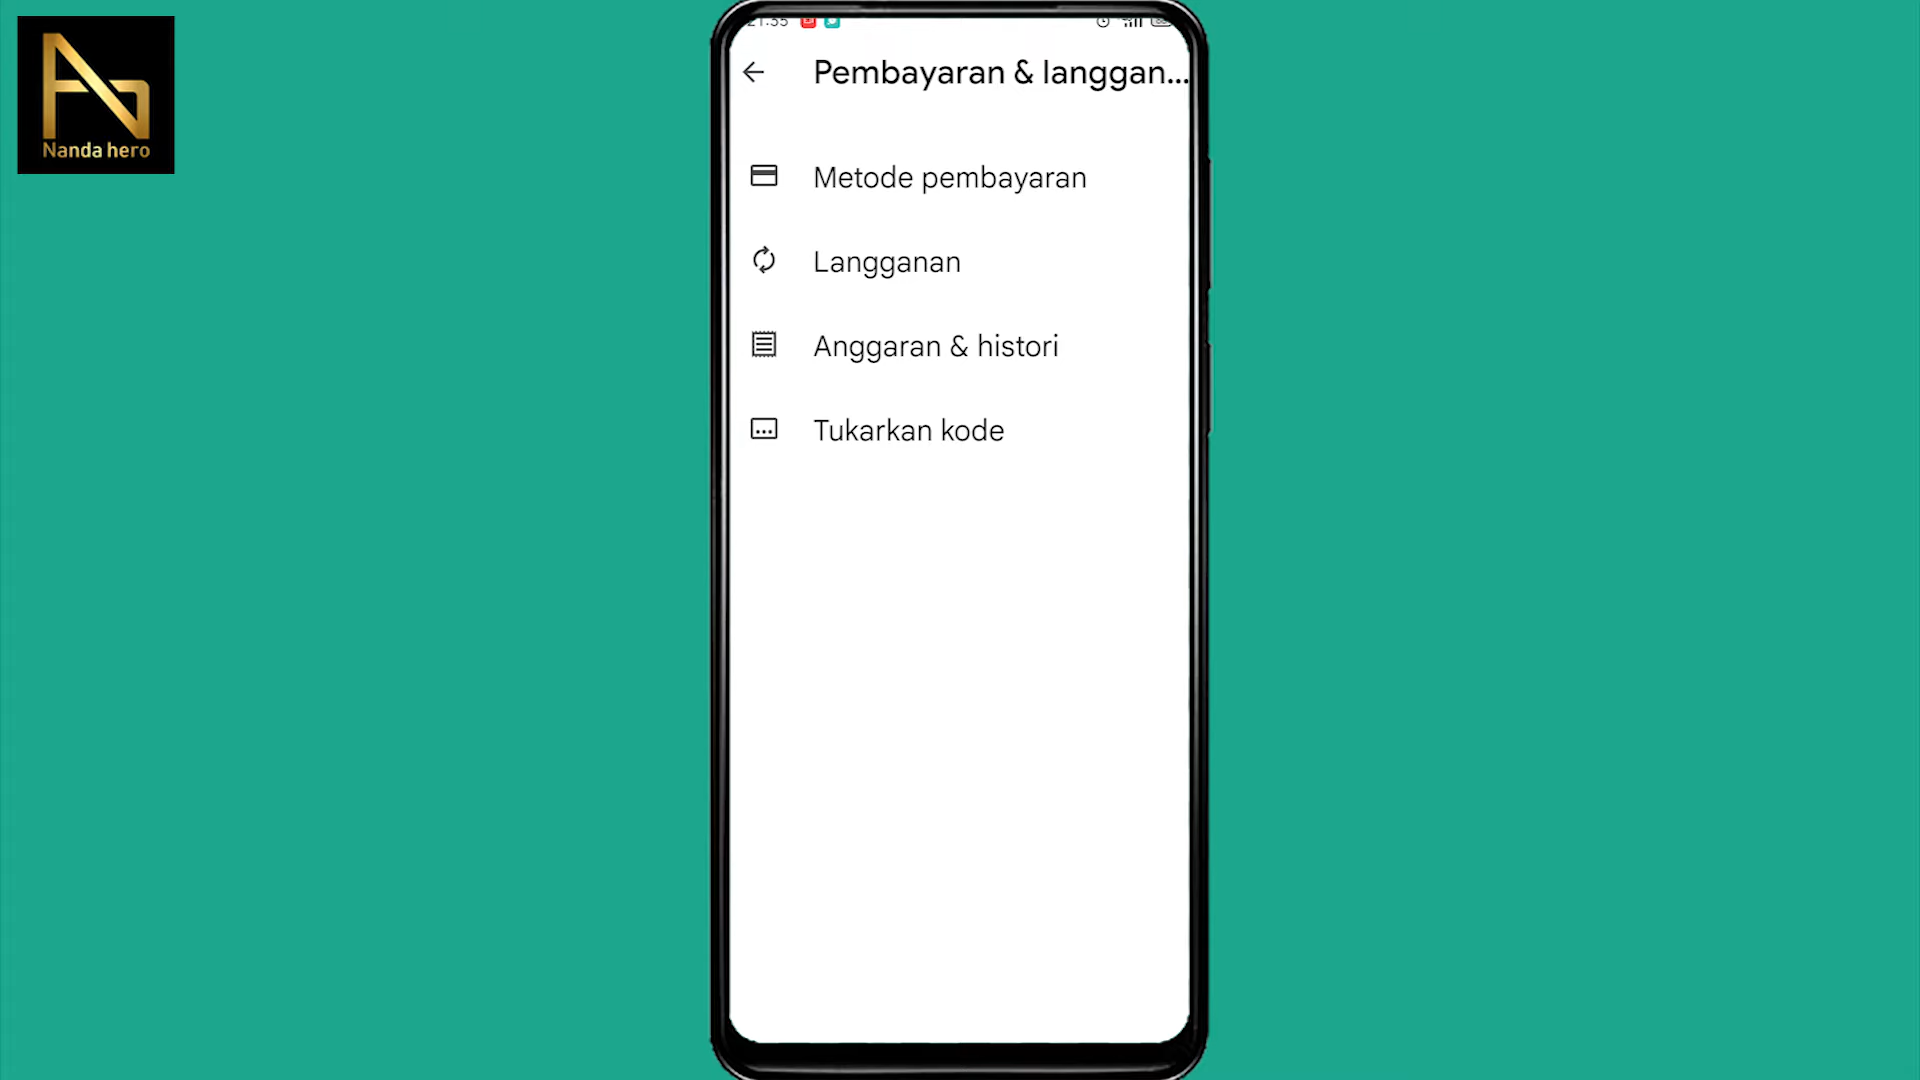 Nanda hero
Pembayaran & langgan...
Metode pembayaran
Langganan
Anggaran & histori
Tukarkan kode